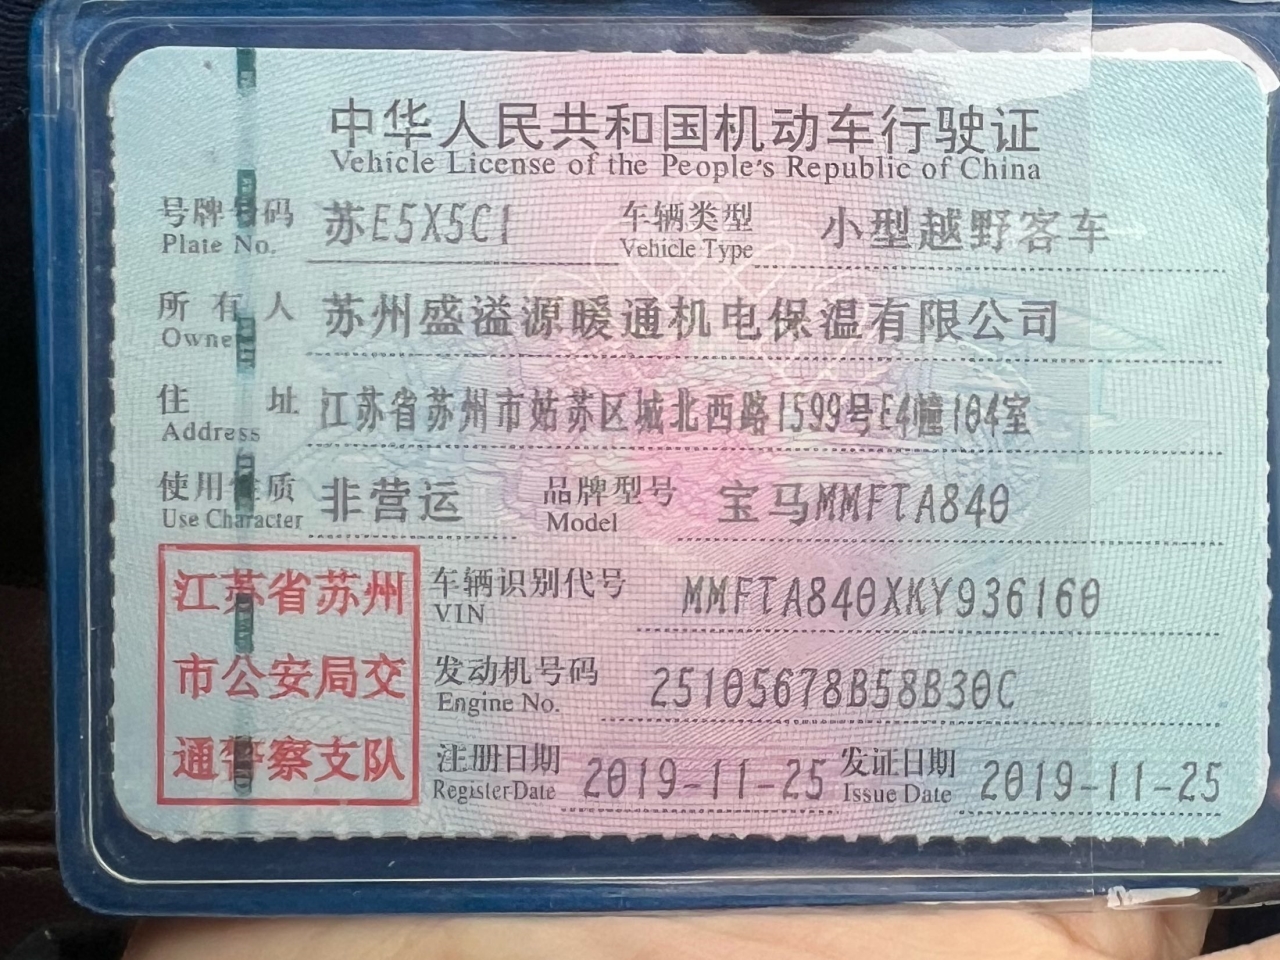 中华人民共和国机动车行驶证
Vehicle License of the People's Republic of China
号牌号码 苏E5X5C1 车辆类型 小型越野客车
Plate No. Vehicle Type
所有人 苏州盛溢源暖通机电保温有限公司
Owner
住址 江苏省苏州市姑苏区城北西路1599号E4幢104室
Address
使用性质 非营运 品牌型号 宝马MMFTA840
Use Character Model
车辆识别代号 MMFTA840XKY936160
VIN
发动机号码 25105678B58B30C
Engine No.
注册日期 2019-11-25 发证日期 2019-11-25
Register Date Issue Date
江苏省苏州
市公安局交
通警察支队